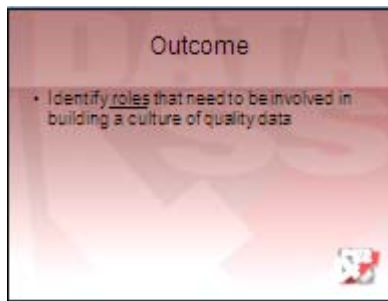 Outcome
• Identify roles that need to be involved in
building a culture of quality data